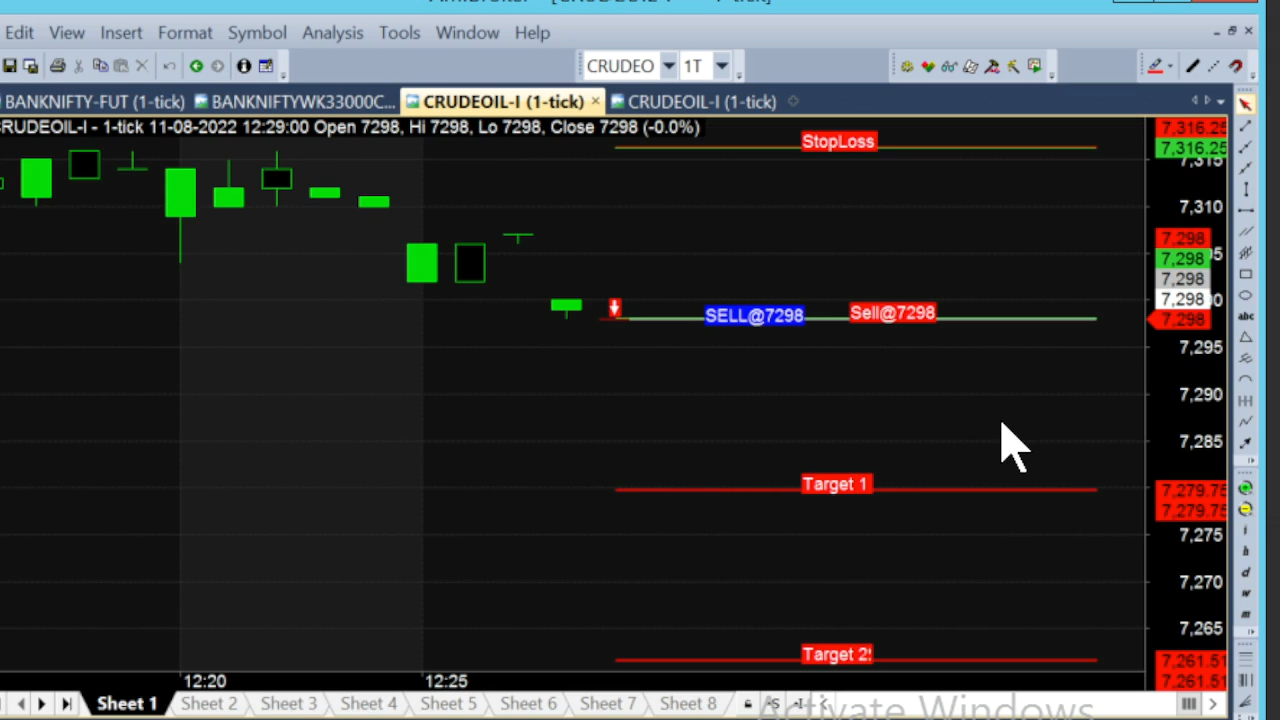 Edit View Insert Format Symbol Analysis Tools Window Help
CRUDEO 1T
BANKNIFTY-FUT (1-tick) BANKNIFTYWK33000C... CRUDEOIL-I (1-tick) × CRUDEOIL-I (1-tick)
CRUDEOIL-I - 1-tick 11-08-2022 12:29:00 Open 7298, Hi 7298, Lo 7298, Close 7298 (-0.0%)
7,316.25
StopLoss
7,316.25
7,315
7,310
7,298
7,298
7,298
7,298
SELL@7298 Sell@7298 7,298
7,295
7,290
7,285
Target 1
7,279.75
7,279.75
7,275
7,270
7,265
Target 2:
7,261.51
7,261.51
12:20 12:25
Sheet 1 Sheet 2 Sheet 3 Sheet 4 Sheet 5 Sheet 6 Sheet 7 Sheet 8
Activate Windows
abc
i
h
d
w
m